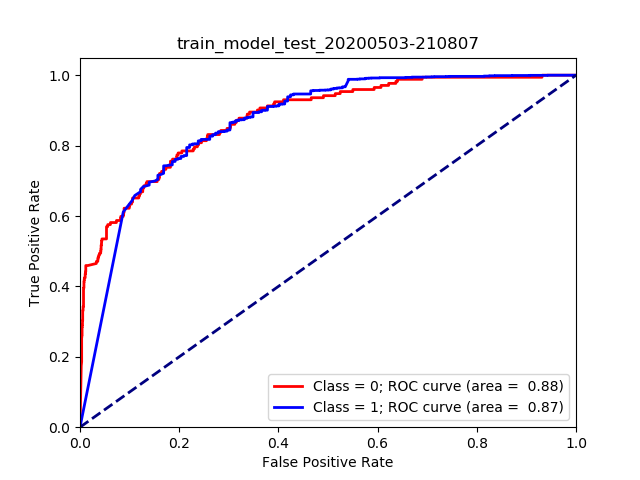 train_model_test_20200503-210807
True Positive Rate
1.0
0.8
0.6
0.4
0.2
0.0
0.0 0.2 0.4 0.6 0.8 1.0
False Positive Rate
Class = 0; ROC curve (area =  0.88)
Class = 1; ROC curve (area =  0.87)